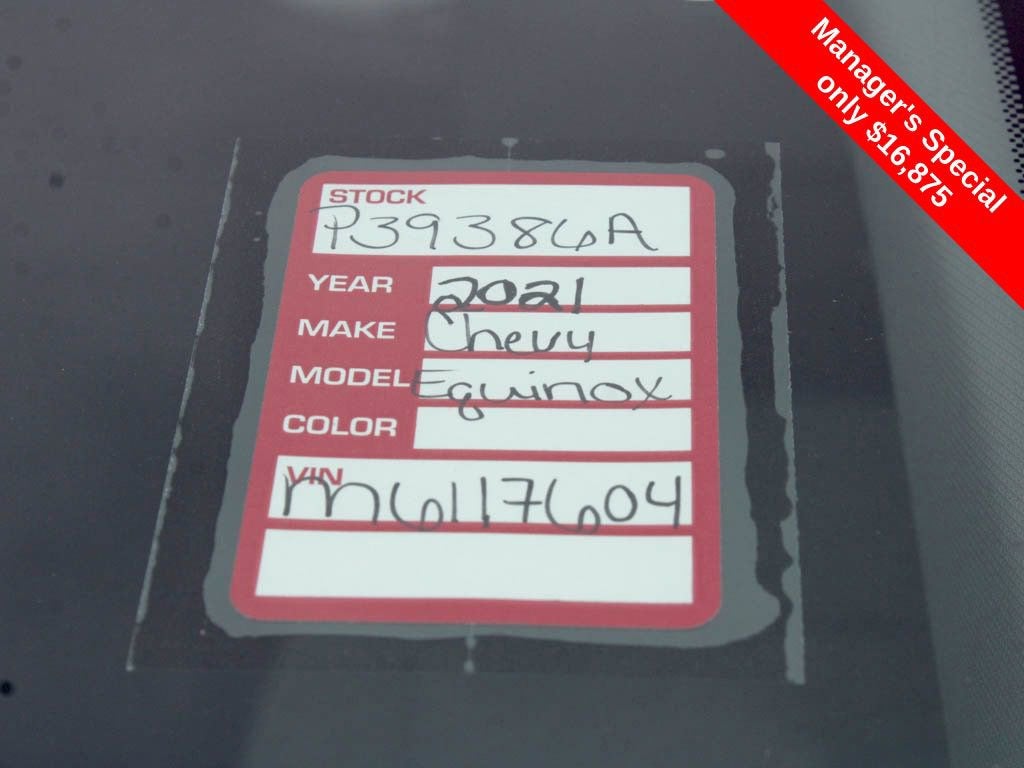 Manager's Special
only $16,875
STOCK
P39386A
YEAR 2021
MAKE Chevy
MODEL Equinox
COLOR
VIN
M6117604